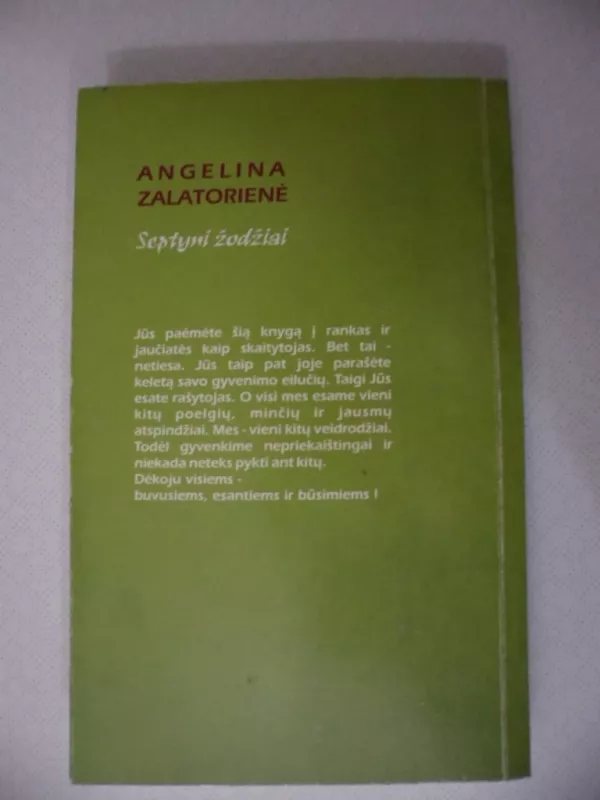 ANGELINA
ZALATORIENĖ
Septyni žodžiai
Jūs paėmėte šią knygą į rankas ir
jaučiatės kaip skaitytojas. Bet tai -
netiesa. Jūs taip pat joje parašėte
keletą savo gyvenimo eilučių. Taigi Jūs
esate rašytojas. O visi mes esame vieni
kitų poelgių, minčių ir jausmų
atspindžiai. Mes - vieni kitų veidrodžiai.
Todėl gyvenkime nepriekaištingai ir
niekada neteks pykti ant kitų.
Dėkoju visiems -
buvusiems, esantiems ir būsimiems !